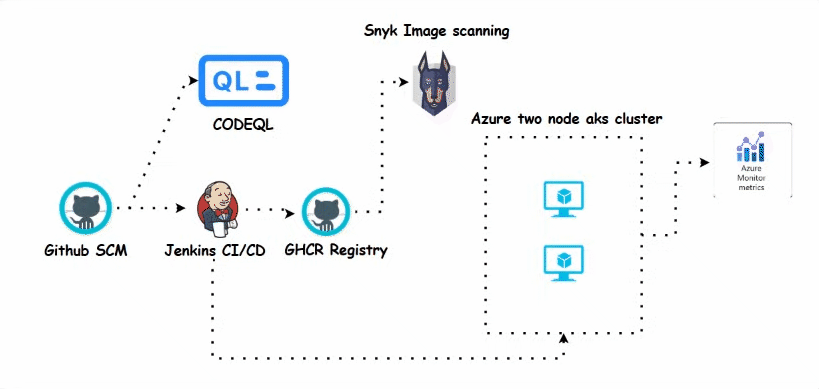 Snyk Image scanning
QL
CODEQL
Azure two node aks cluster
Azure
Monitor
metrics
Github SCM
Jenkins CI/CD
GHCR Registry